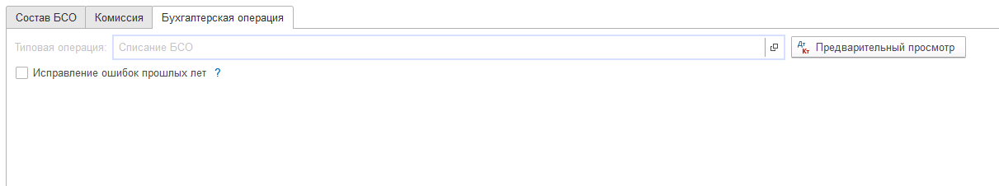 Состав БСО Комиссия Бухгалтерская операция
Типовая операция: Списание БСО Дт Кт Предварительный просмотр
Исправление ошибок прошлых лет ?